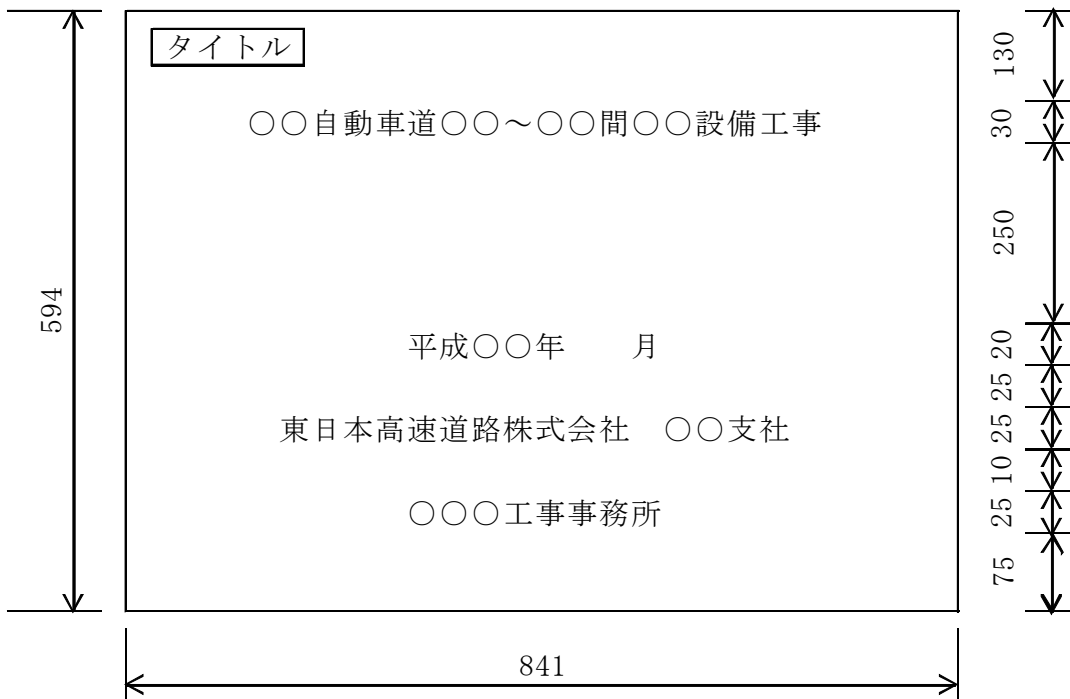 タイトル
○○自動車道○○～○○間○○設備工事
平成○○年　　月
東日本高速道路株式会社　○○支社
○○○工事事務所
594
841
130
30
250
20
25
25
10
25
75